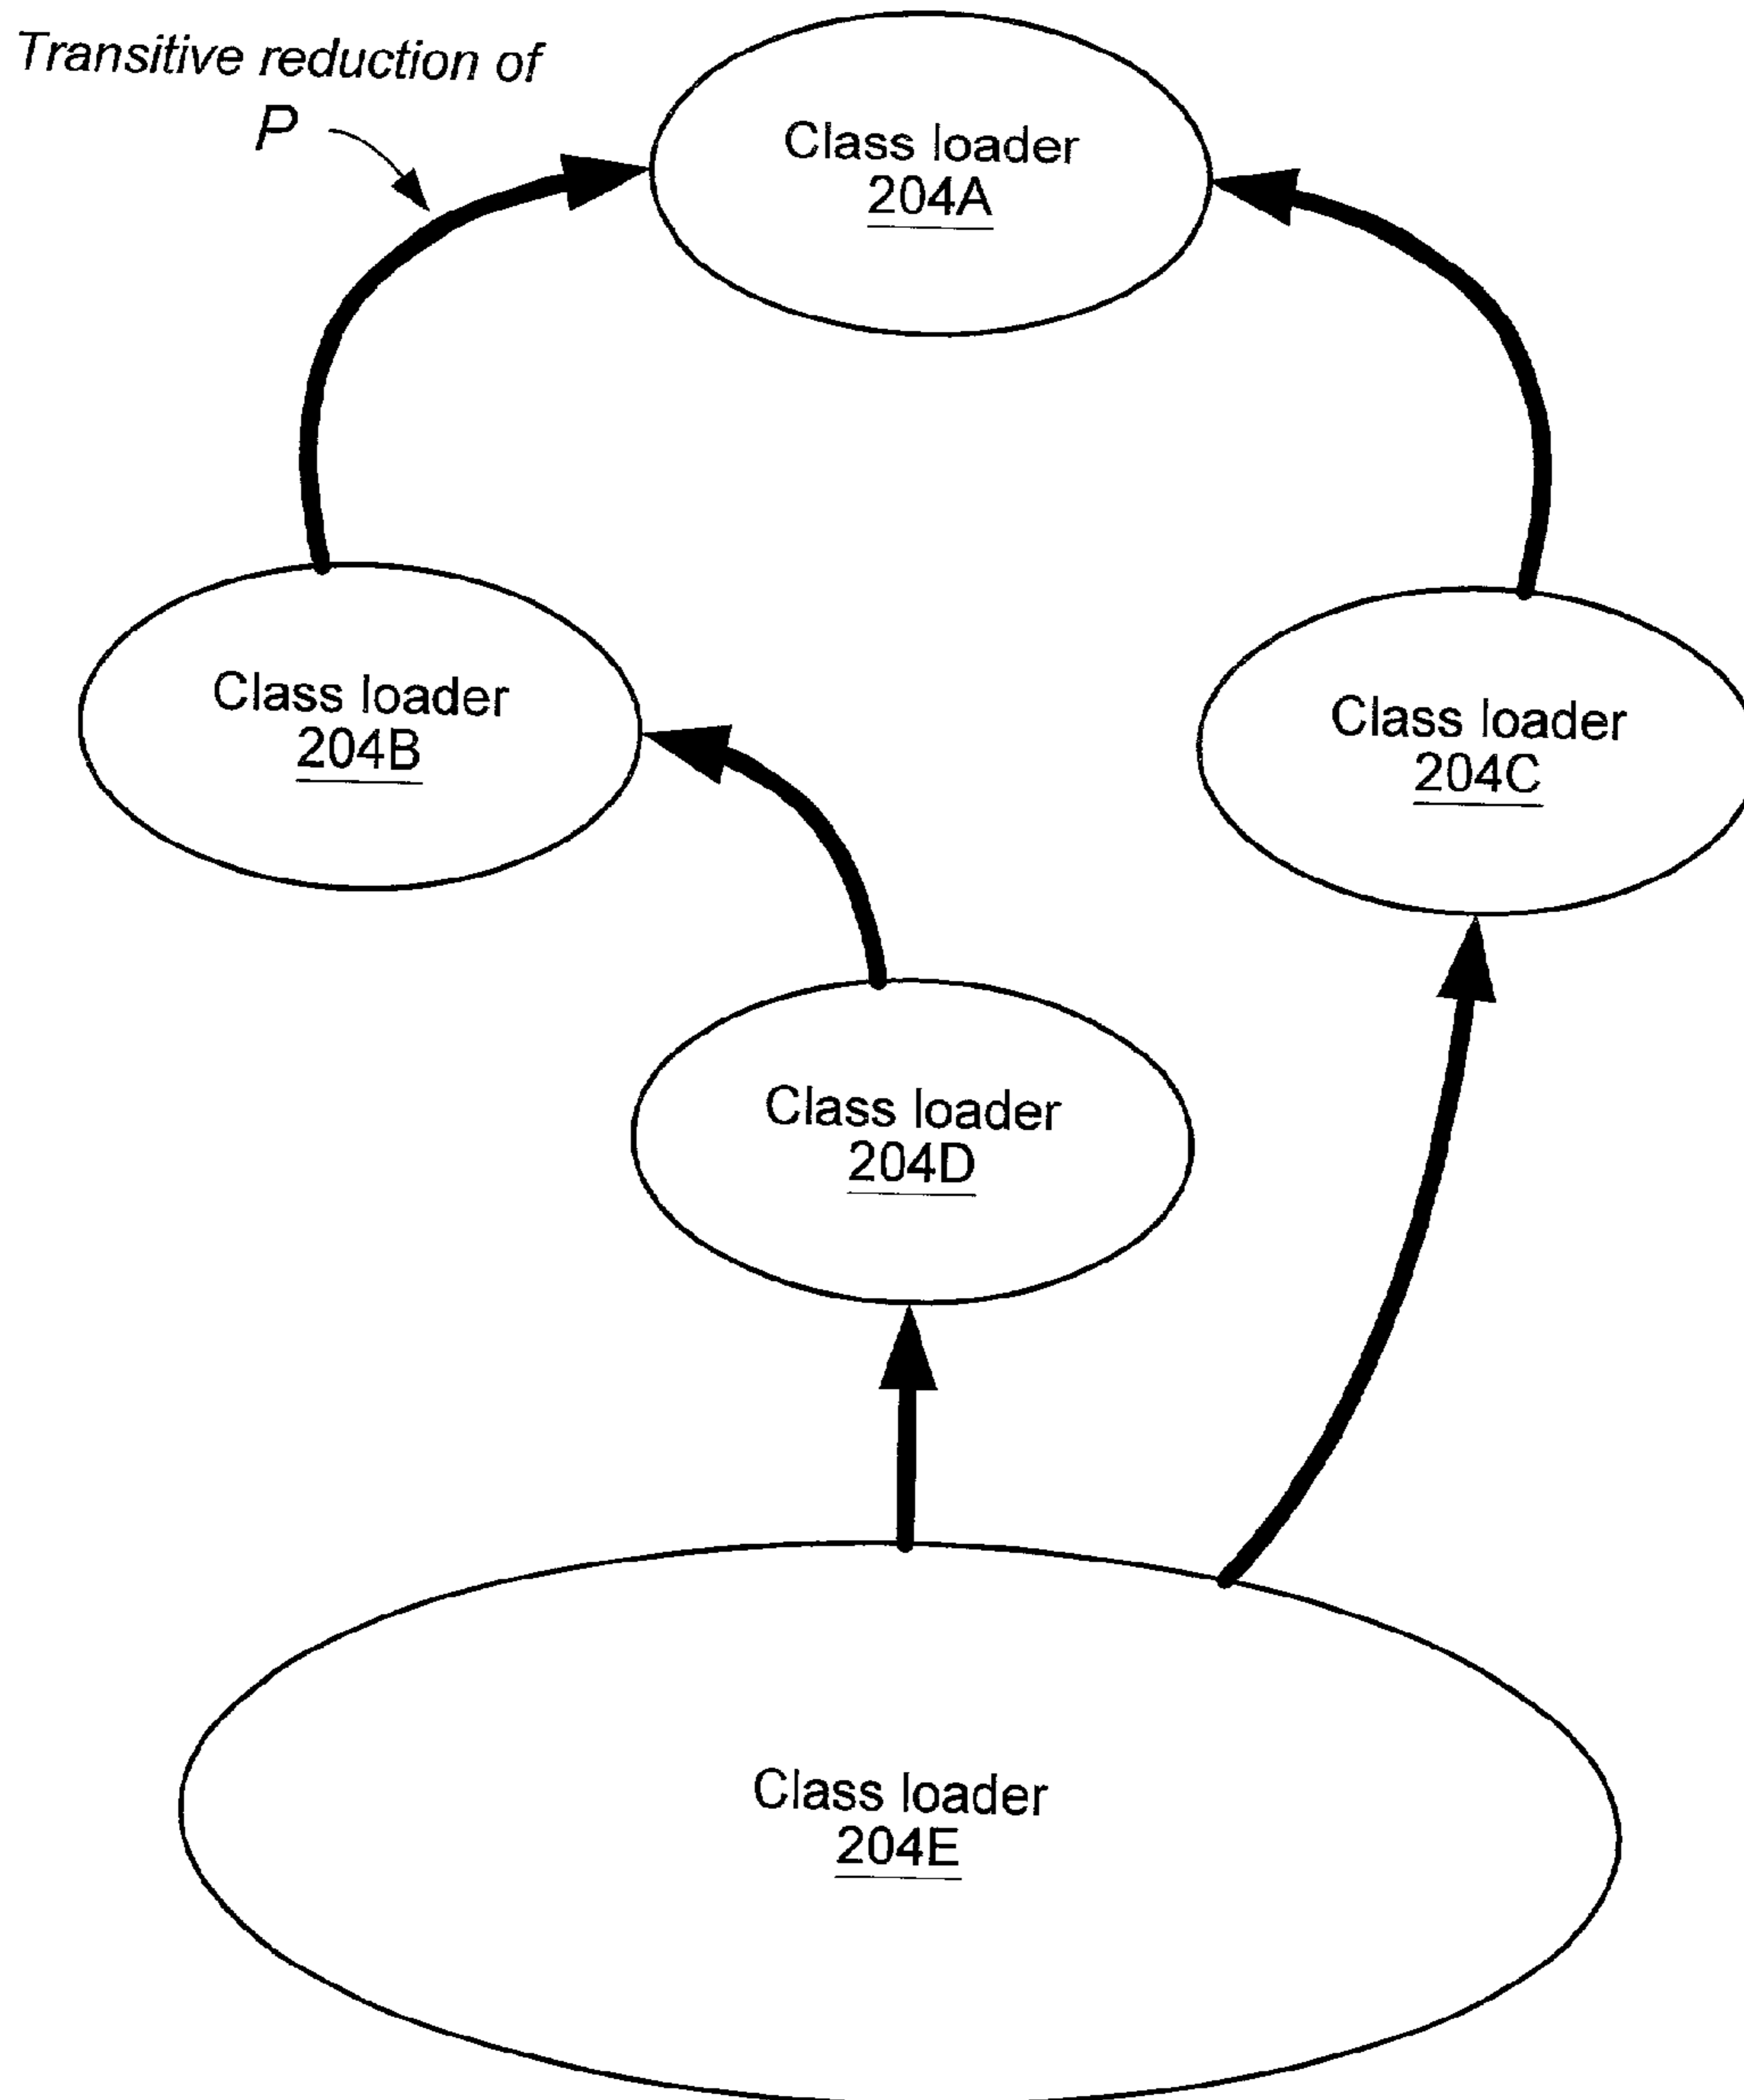 Transitive reduction of
P
Class loader
204A
Class loader
204B
Class loader
204C
Class loader
204D
Class loader
204E